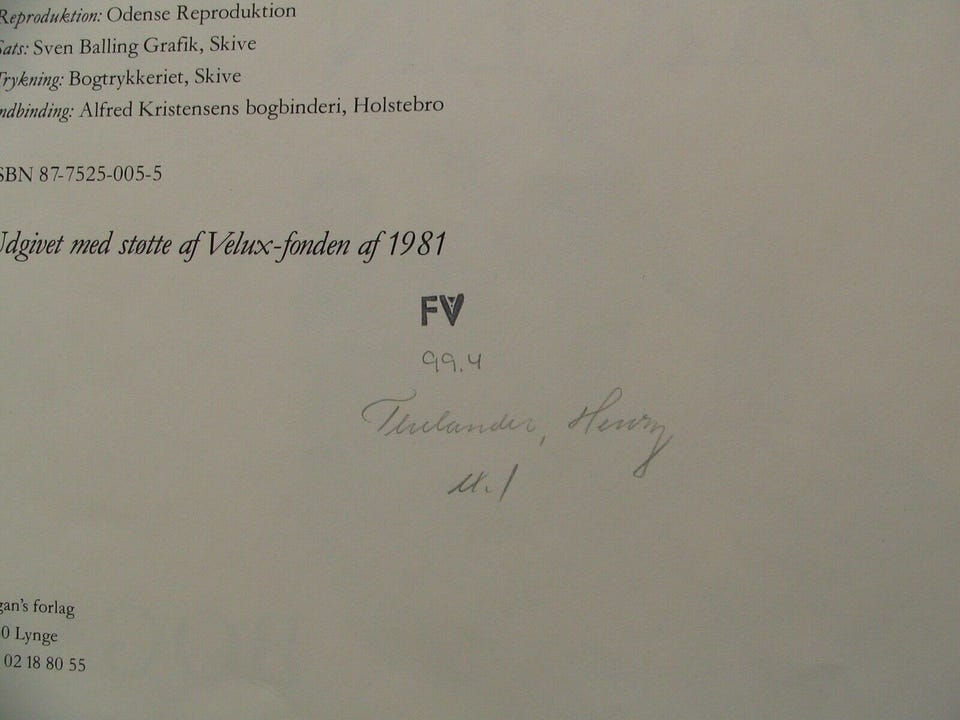 Reproduktion: Odense Reproduktion
Sats: Sven Balling Grafik, Skive
Trykning: Bogtrykkeriet, Skive
ndbinding: Alfred Kristensens bogbinderi, Holstebro
SBN 87-7525-005-5
Udgivet med støtte af Velux-fonden af 1981
FV
99.4
Thelander, Henry
gan's forlag
0 Lynge
02 18 80 55